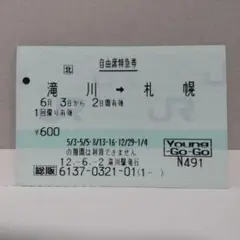 自由席特急券
北
滝川 → 札幌
6月 3日から 2日間有効
1回限り有効
¥600
5/3-5/5・8/13-16・12/29-1/4
の期間は利用できません
Young
-Go-Go
12.-6.-2 滝川駅発行
N491
総販 6137-0321-01(1- )